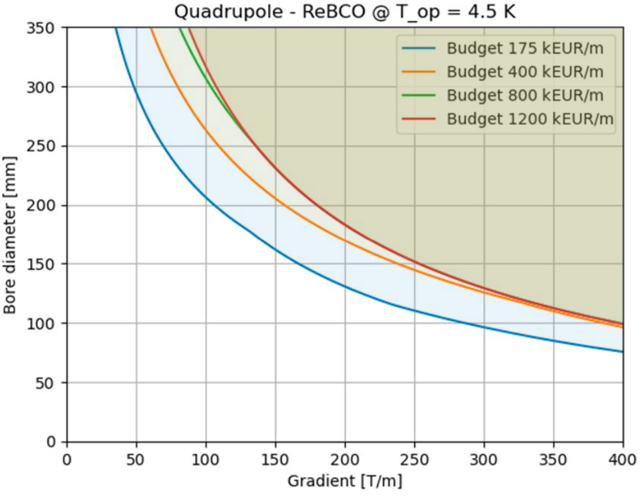 Quadrupole - ReBCO @ T_op = 4.5 K
Budget 175 kEUR/m
Budget 400 kEUR/m
Budget 800 kEUR/m
Budget 1200 kEUR/m
Bore diameter [mm]
350
300
250
200
150
100
50
0
0 50 100 150 200 250 300 350 400
Gradient [T/m]